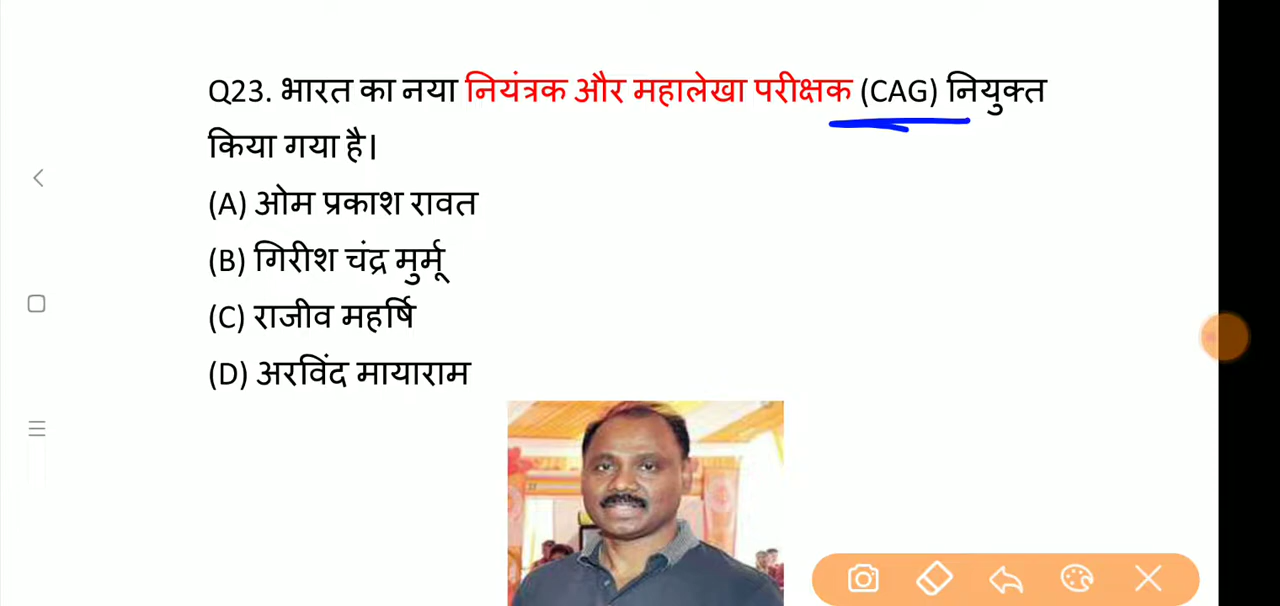 Q23. भारत का नया नियंत्रक और महालेखा परीक्षक (CAG) नियुक्त
किया गया है।
(A) ओम प्रकाश रावत
(B) गिरीश चंद्र मुर्मू
(C) राजीव महर्षि
(D) अरविंद मायाराम